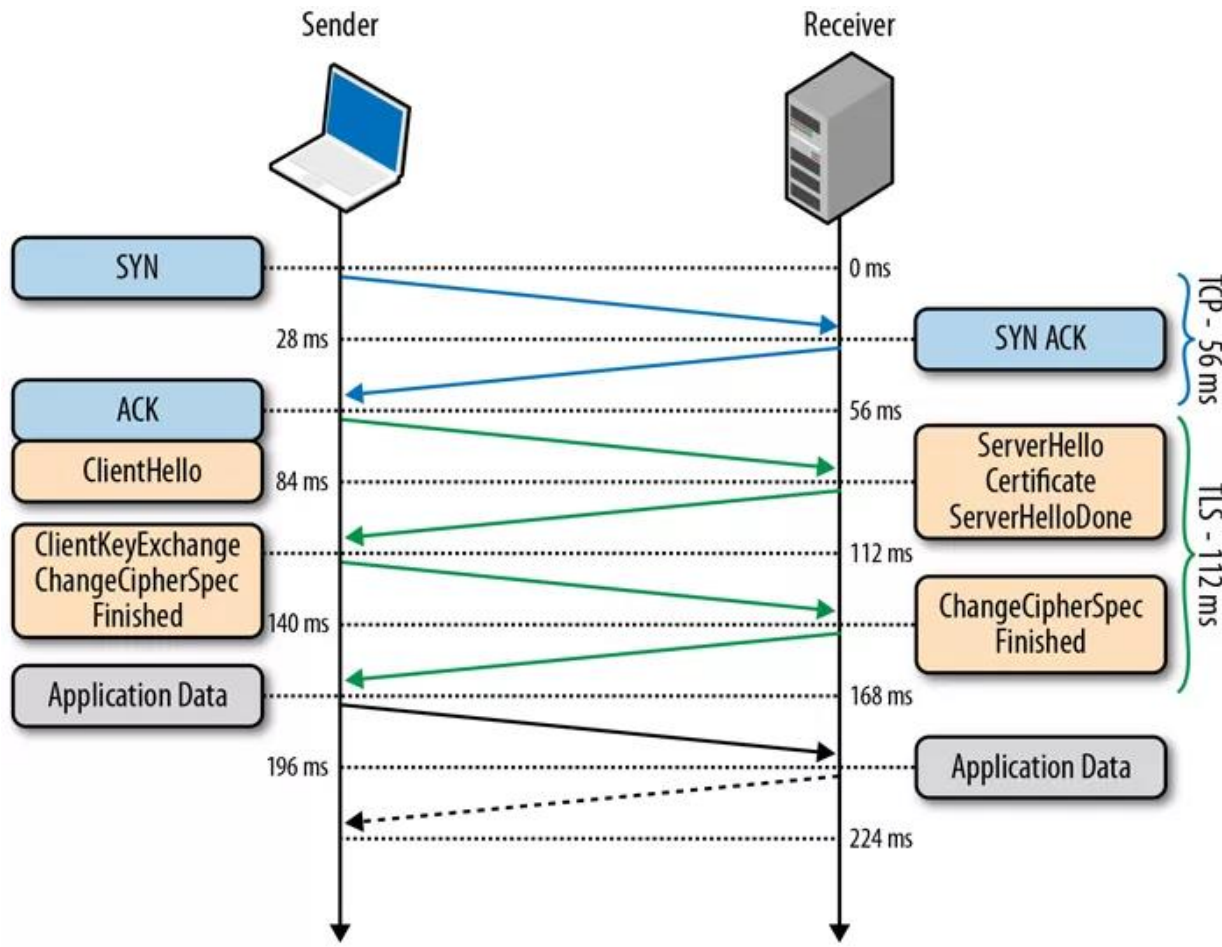 Sender
Receiver
SYN
0 ms
28 ms
SYN ACK
TCP - 56 ms
ACK
56 ms
ClientHello
84 ms
ServerHello
Certificate
ServerHelloDone
TLS - 112 ms
ClientKeyExchange
ChangeCipherSpec
Finished
112 ms
140 ms
ChangeCipherSpec
Finished
Application Data
168 ms
196 ms
Application Data
224 ms